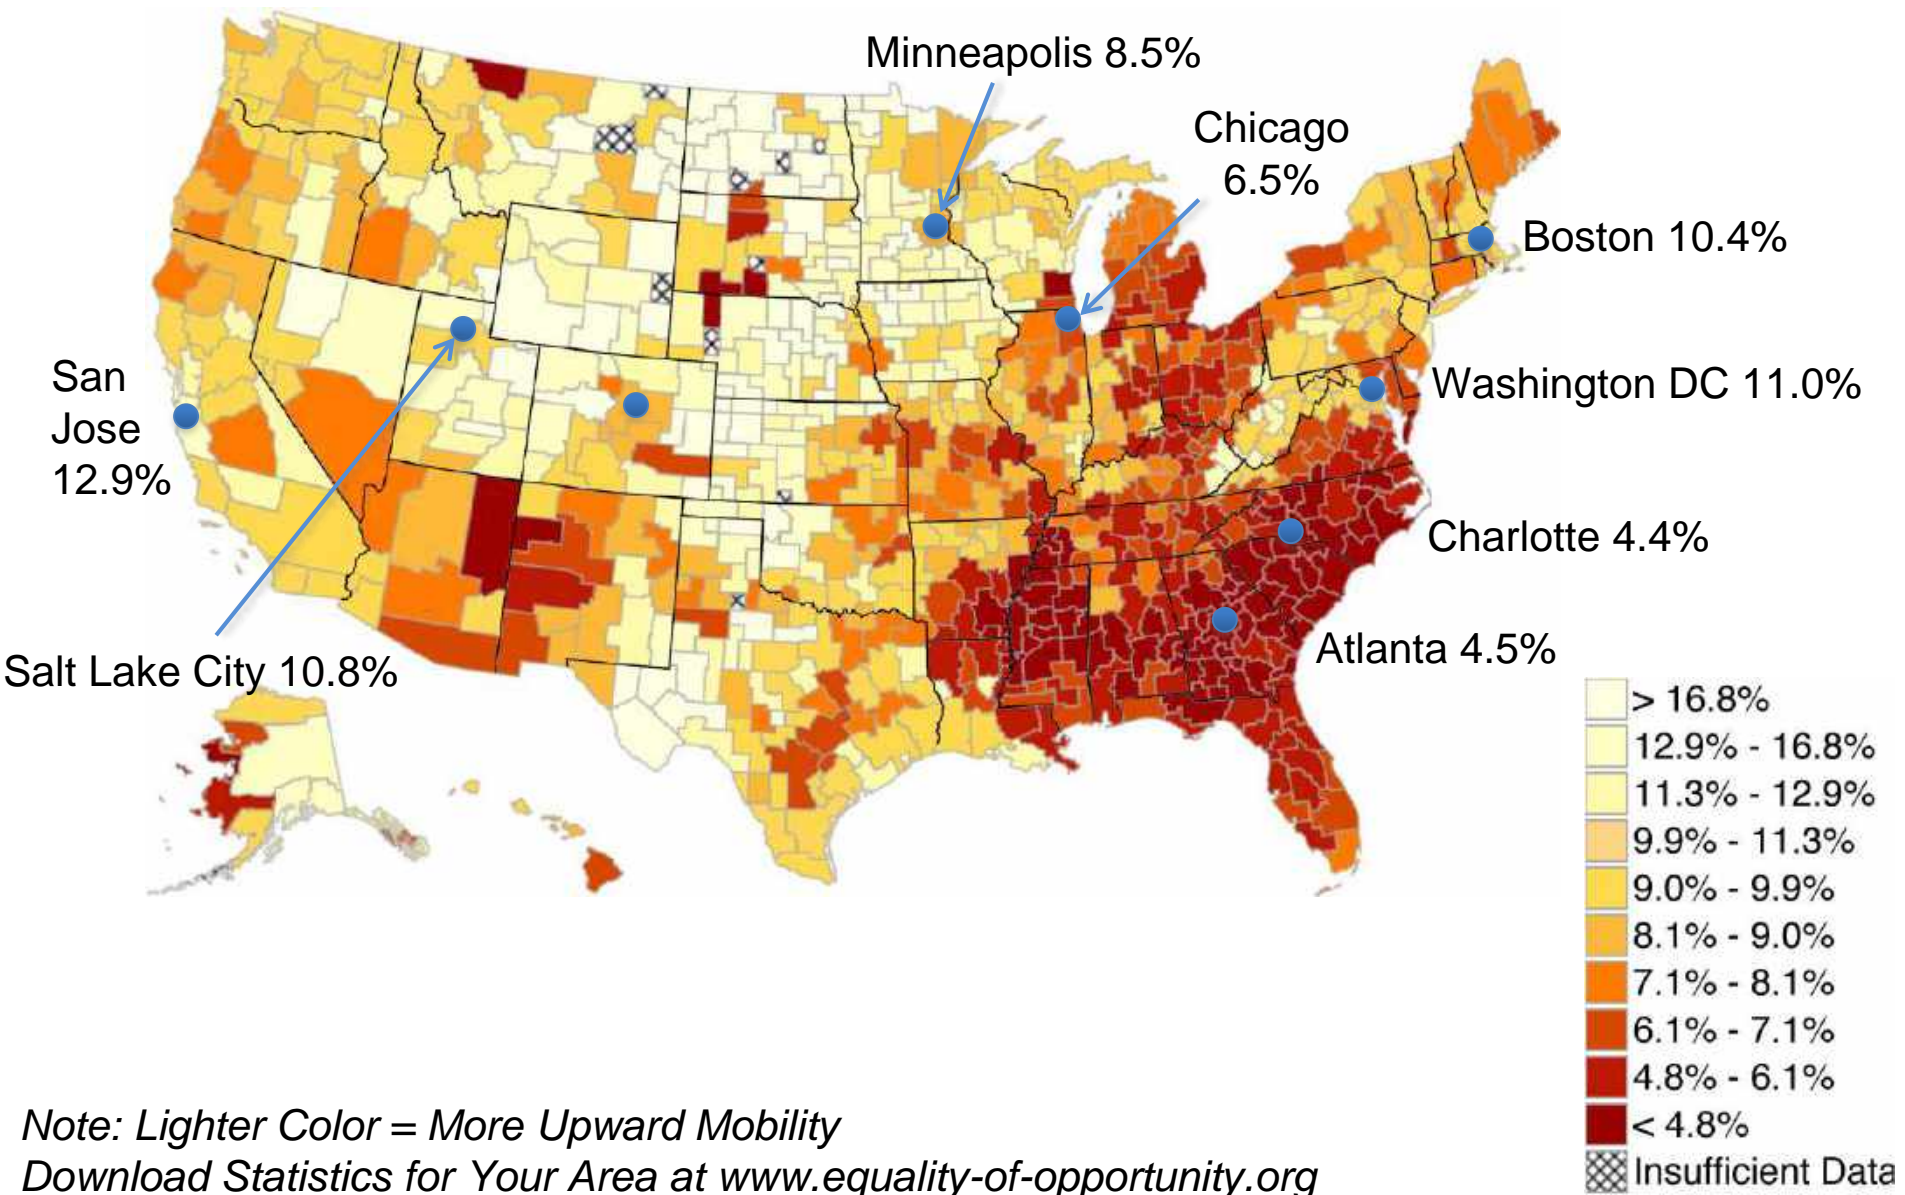 Minneapolis 8.5%
Chicago
6.5%
Boston 10.4%
San
Jose
12.9%
Washington DC 11.0%
Charlotte 4.4%
Atlanta 4.5%
Salt Lake City 10.8%
> 16.8%
12.9% - 16.8%
11.3% - 12.9%
9.9% - 11.3%
9.0% - 9.9%
8.1% - 9.0%
7.1% - 8.1%
6.1% - 7.1%
4.8% - 6.1%
< 4.8%
Insufficient Data
Note: Lighter Color = More Upward Mobility
Download Statistics for Your Area at www.equality-of-opportunity.org